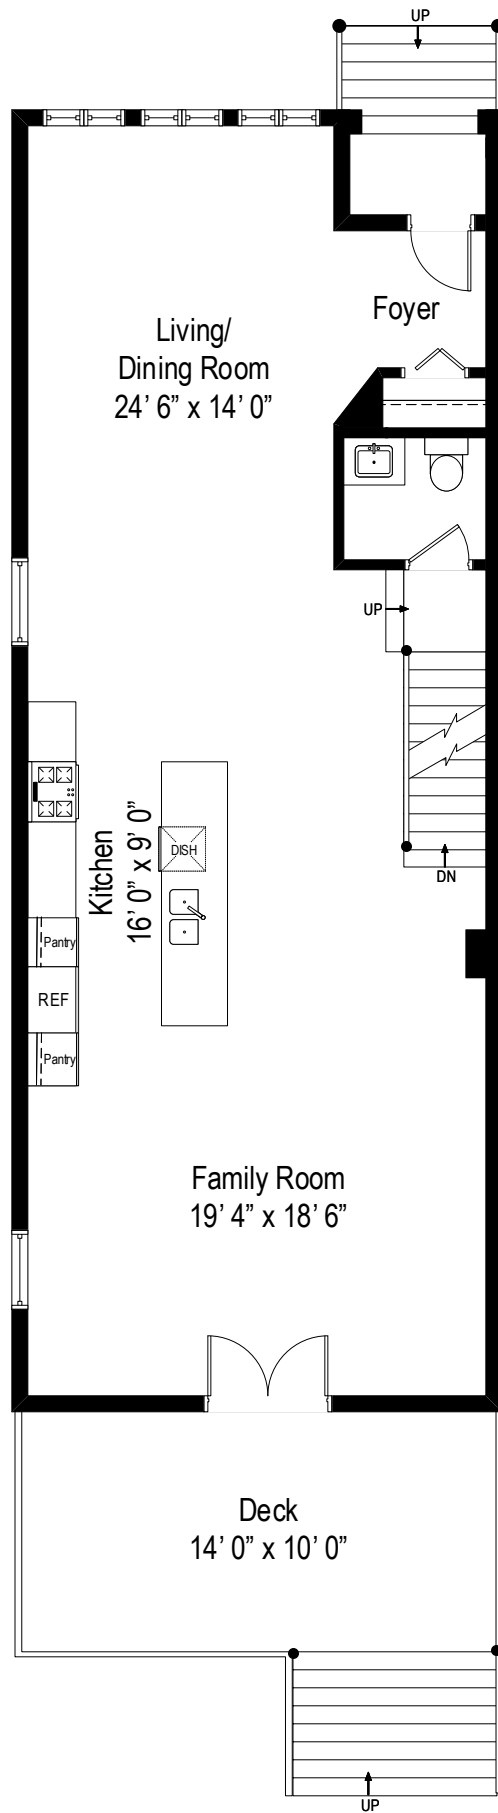 UP
Foyer
Living/
Dining Room
24' 6" x 14' 0"
UP
DN
Kitchen
16' 0" x 9' 0"
DISH
Pantry
REF
Pantry
Family Room
19' 4" x 18' 6"
Deck
14' 0" x 10' 0"
UP